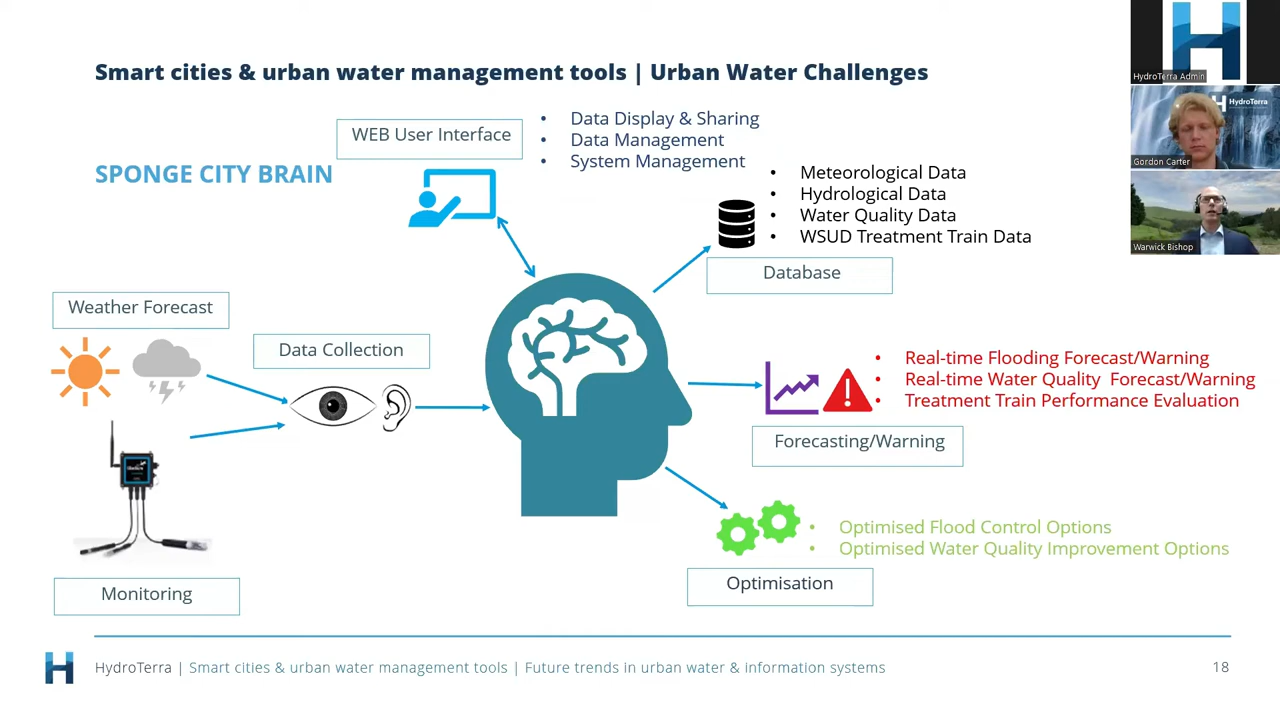 Smart cities & urban water management tools | Urban Water Challenges
SPONGE CITY BRAIN
WEB User Interface
• Data Display & Sharing
• Data Management
• System Management
• Meteorological Data
• Hydrological Data
• Water Quality Data
• WSUD Treatment Train Data
Database
Weather Forecast
Data Collection
• Real-time Flooding Forecast/Warning
• Real-time Water Quality Forecast/Warning
• Treatment Train Performance Evaluation
Forecasting/Warning
• Optimised Flood Control Options
• Optimised Water Quality Improvement Options
Optimisation
Monitoring
HydroTerra | Smart cities & urban water management tools | Future trends in urban water & information systems
18
HydroTerra Admin
HydroTerra
Gordon Carter
Warwick Bishop